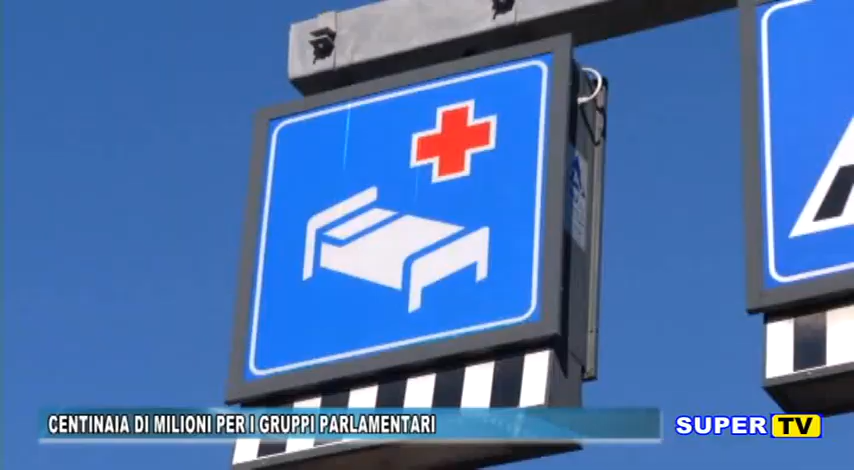 CENTINAIA DI MILIONI PER I GRUPPI PARLAMENTARI
SUPER TV